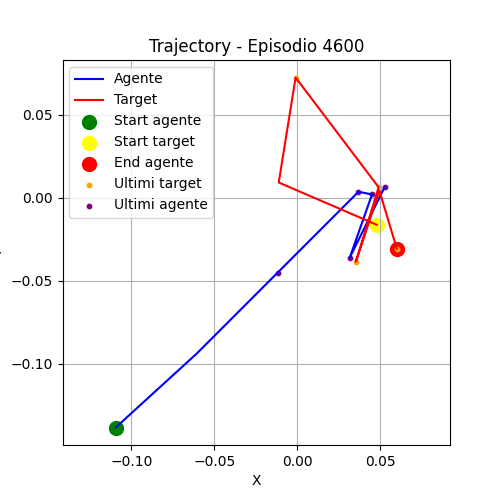 Trajectory - Episodio 4600
Agente
Target
Start agente
Start target
End agente
Ultimi target
Ultimi agente
0.05
0.00
−0.05
−0.10
−0.10
−0.05
0.00
0.05
X